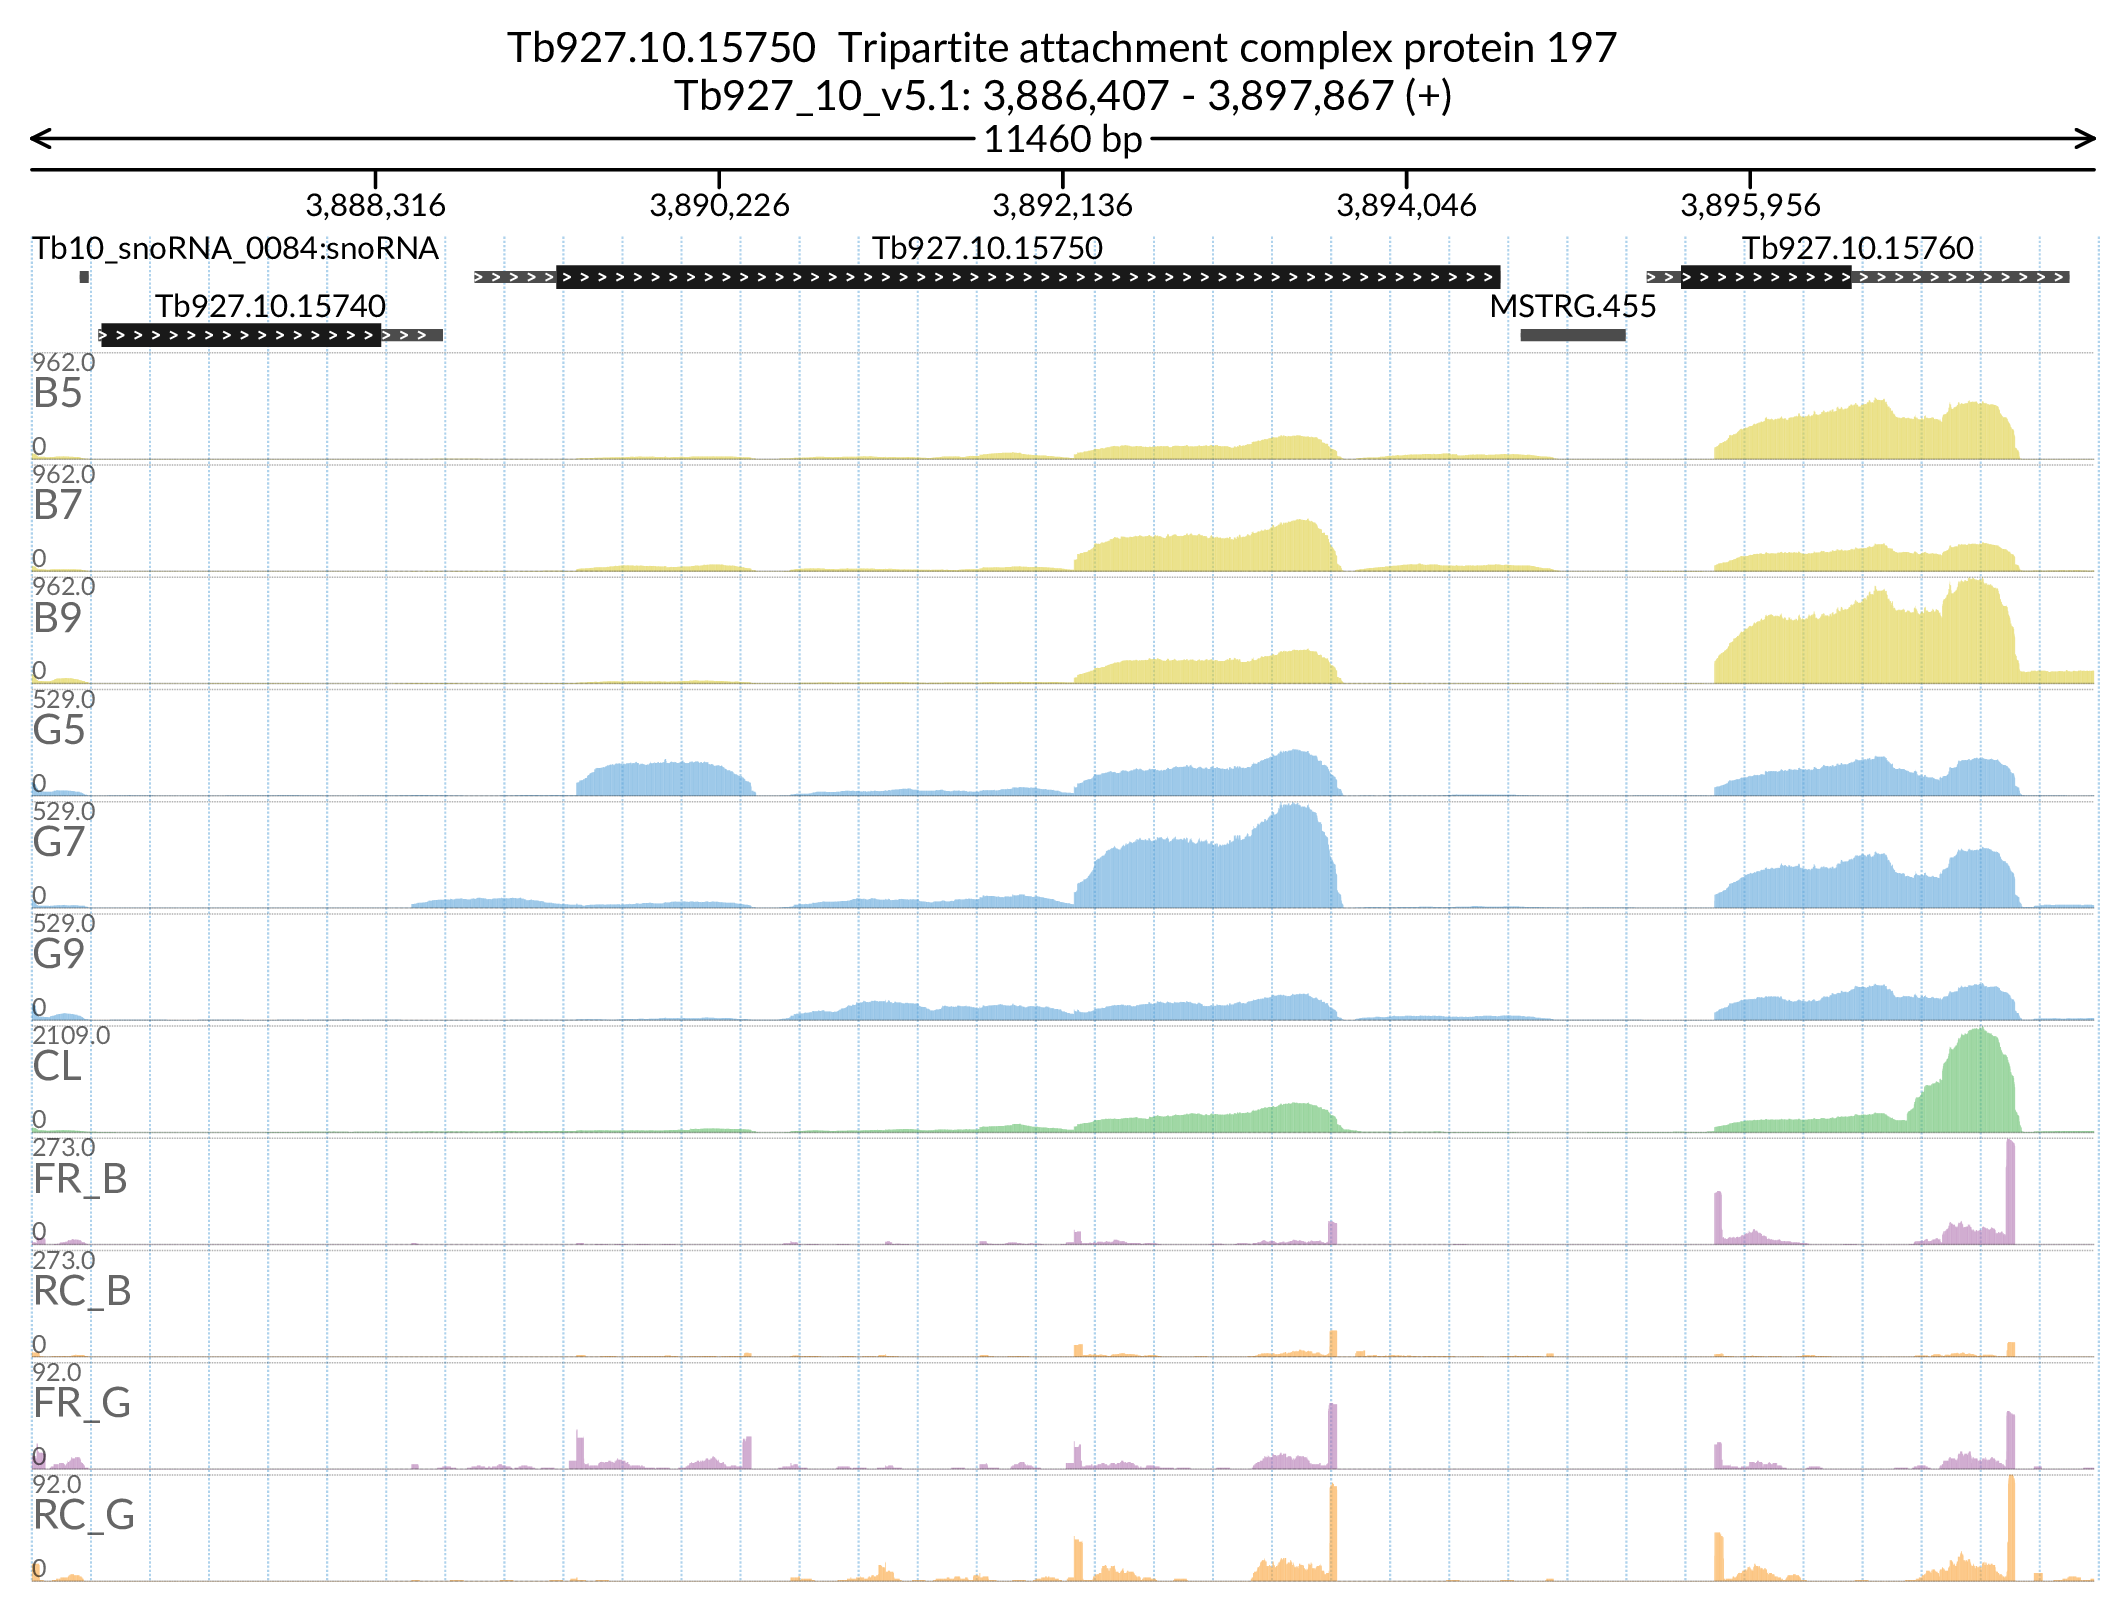 Tb927.10.15750 Tripartite attachment complex protein 197
Tb927_10_v5.1: 3,886,407 - 3,897,867 (+)
11460 bp
3,888,316 3,890,226 3,892,136 3,894,046 3,895,956
Tb10_snoRNA_0084:snoRNA Tb927.10.15750 Tb927.10.15760
Tb927.10.15740 MSTRG.455
962.0
B5
0
962.0
B7
0
962.0
B9
0
529.0
G5
0
529.0
G7
0
529.0
G9
0
2109.0
CL
0
273.0
FR_B
0
273.0
RC_B
0
92.0
FR_G
0
92.0
RC_G
0